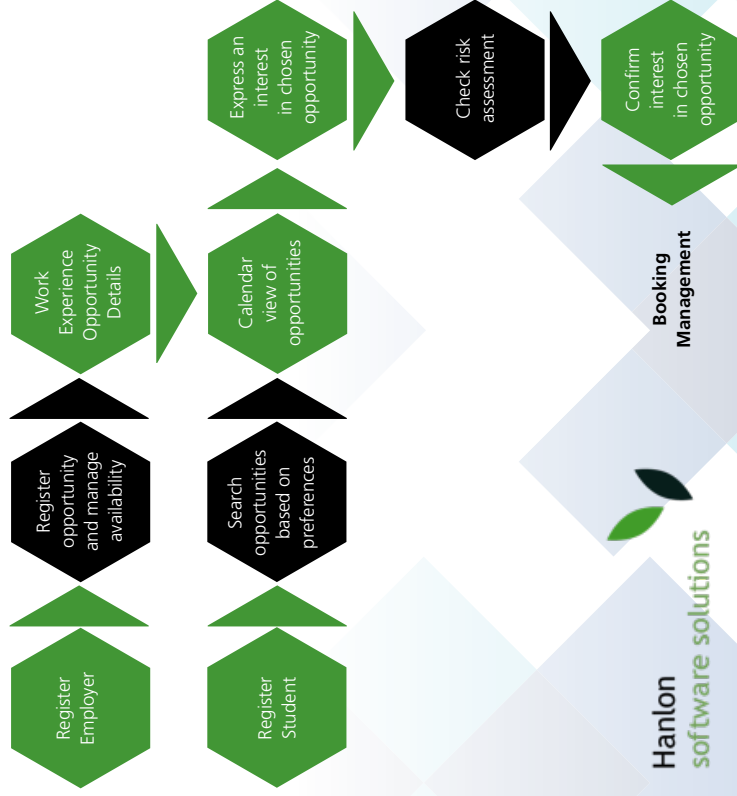 Register
Employer
Register
opportunity
and manage
availability
Work
Experience
Opportunity
Details
Register
Student
Search
opportunities
based on
preferences
Calendar
view of
opportunities
Express an
interest
in chosen
opportunity
Check risk
assessment
Confirm
interest
in chosen
opportunity
Booking
Management
Hanlon
software solutions